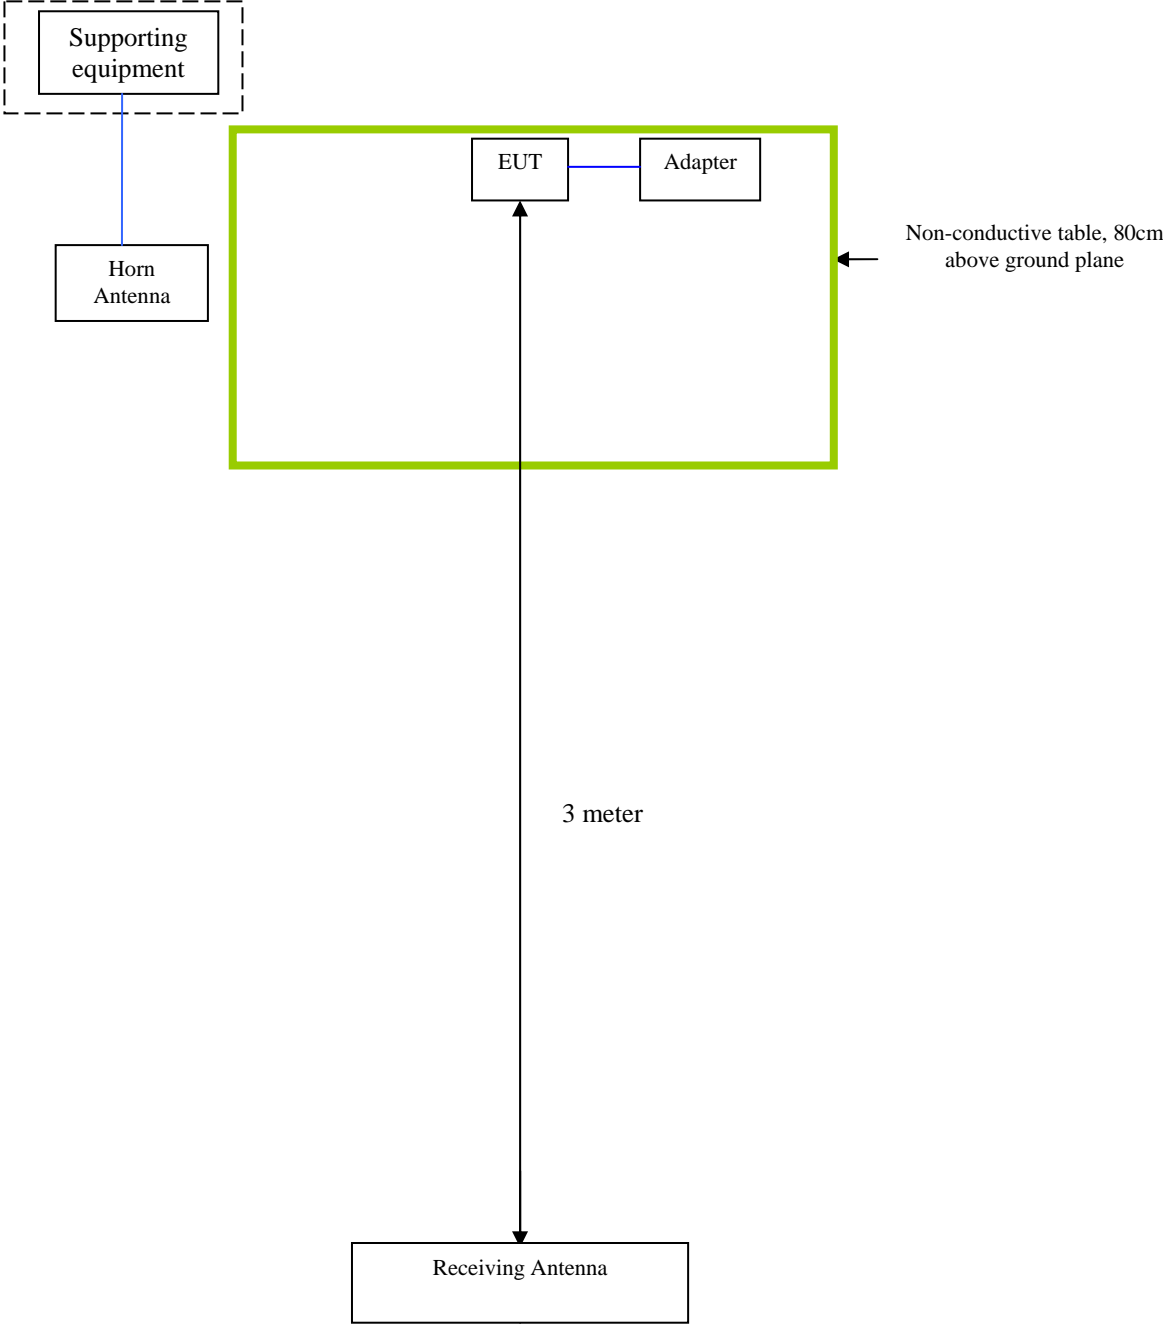 Supporting
equipment
EUT
Adapter
Non-conductive table, 80cm
above ground plane
Horn
Antenna
3 meter
Receiving Antenna